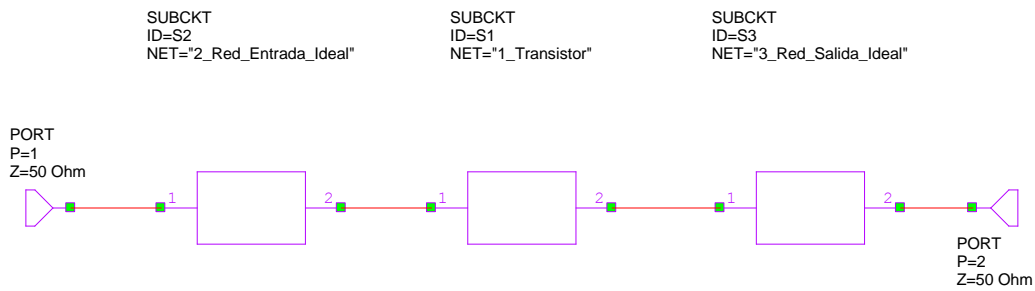 SUBCKT
ID=S2
NET="2_Red_Entrada_Ideal"
SUBCKT
ID=S1
NET="1_Transistor"
SUBCKT
ID=S3
NET="3_Red_Salida_Ideal"
PORT
P=1
Z=50 Ohm
1
2
1
2
1
2
PORT
P=2
Z=50 Ohm